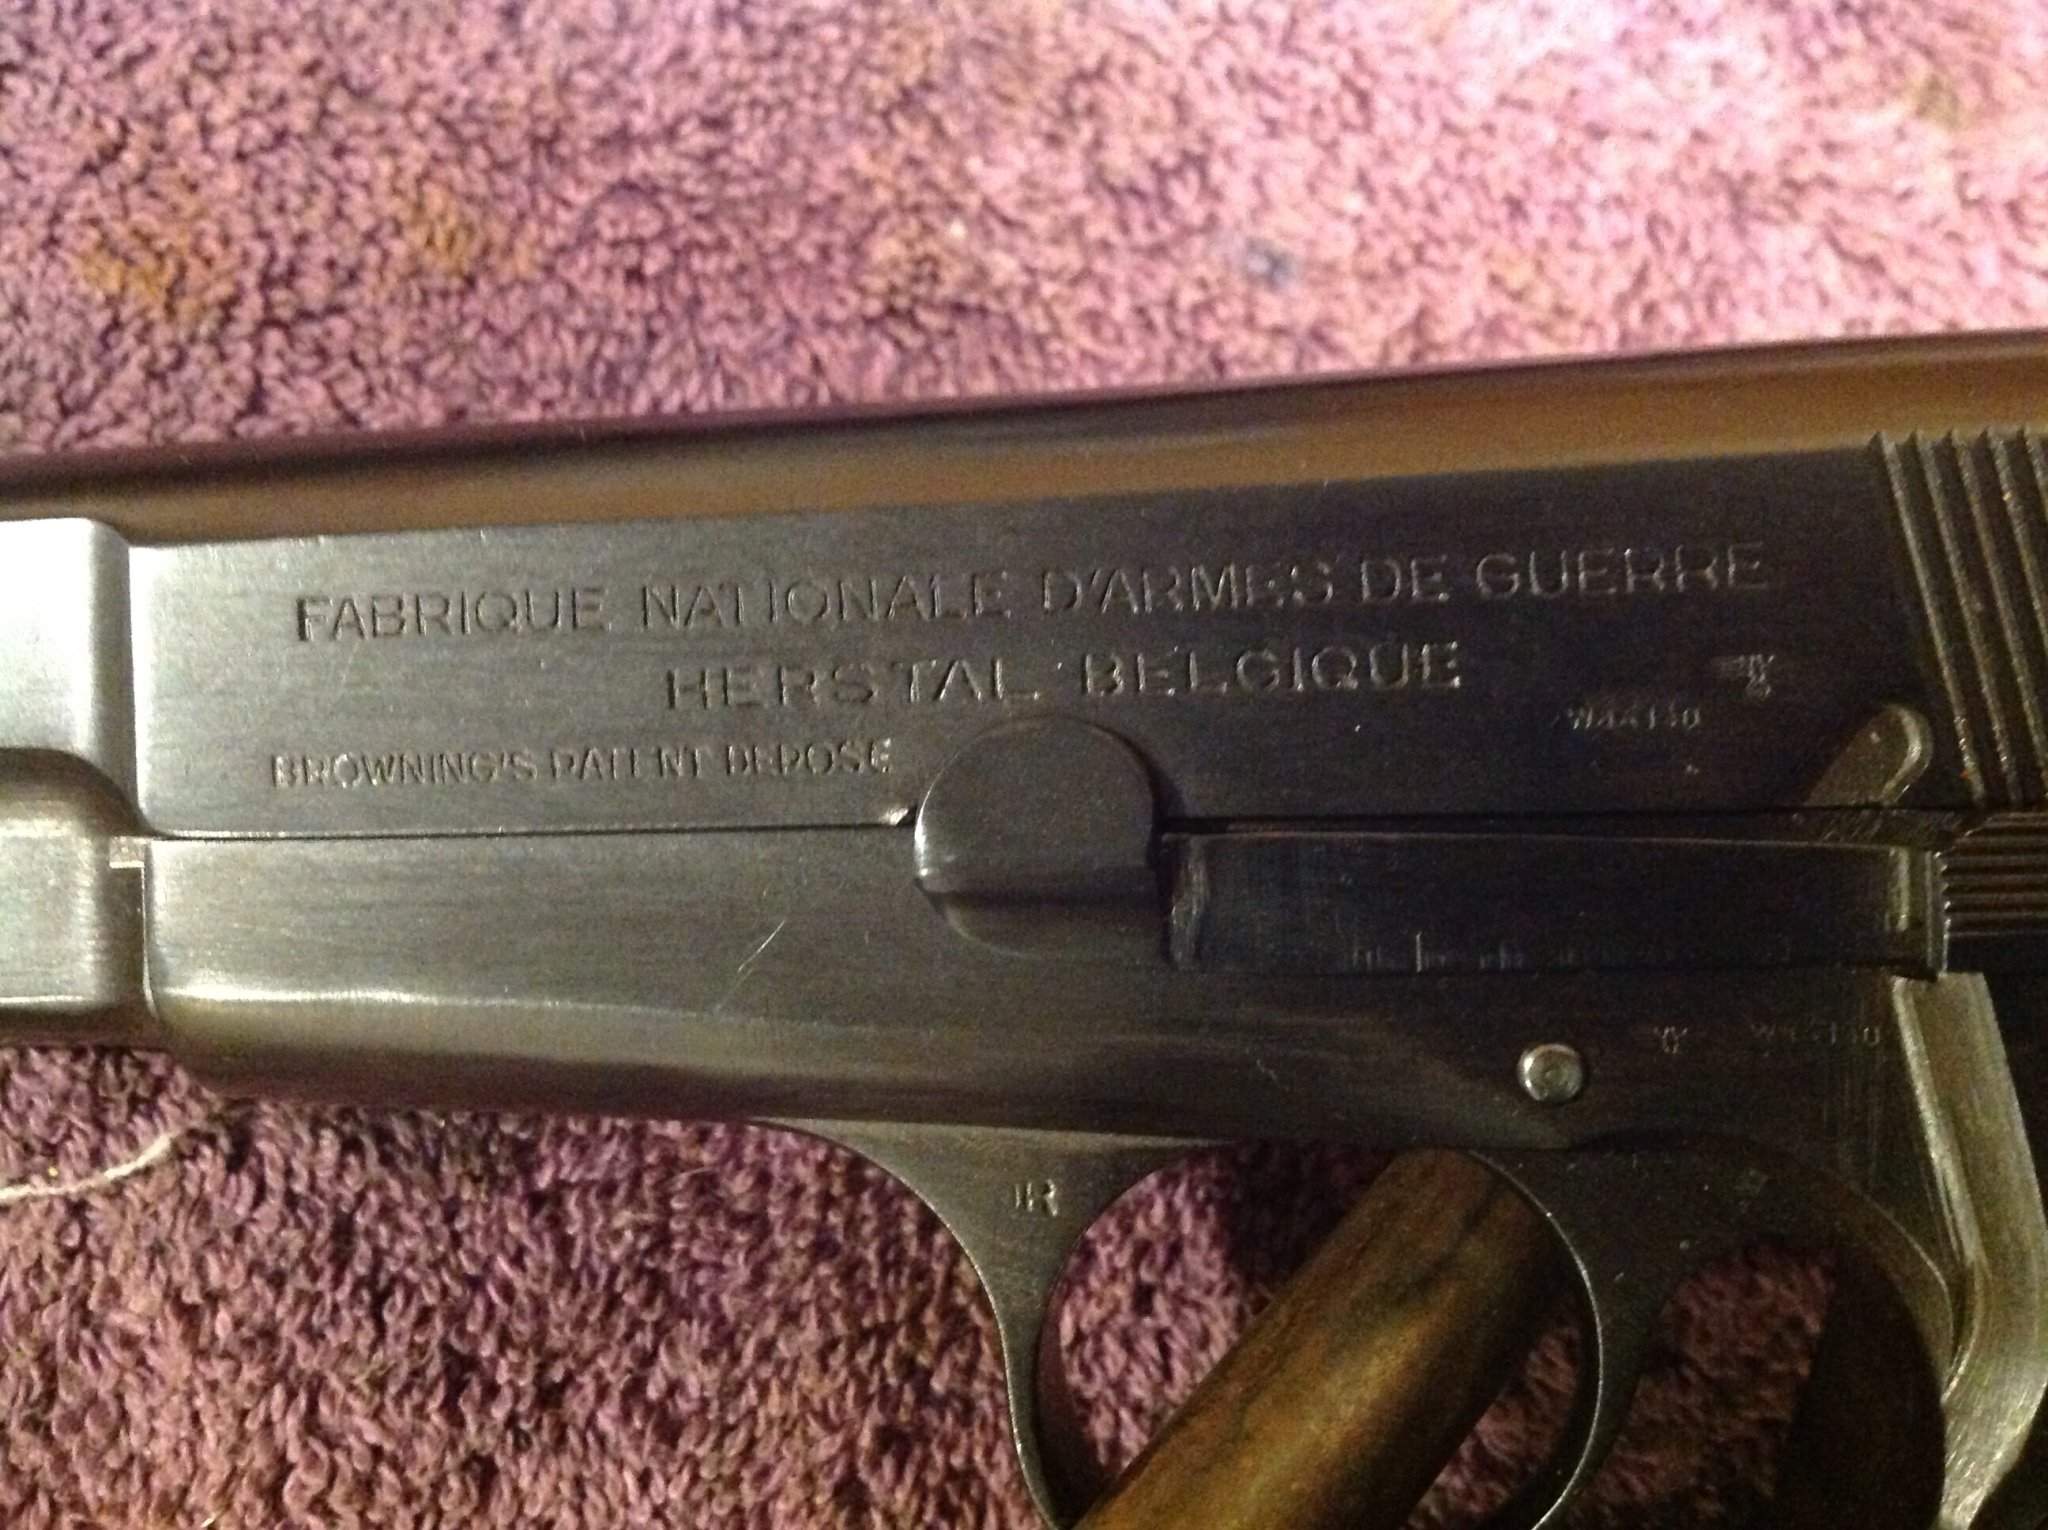 FABRIQUE NATIONALE D'ARMES DE GUERRE
HERSTAL BELGIQUE
BROWNING'S PATENT DEPOSE